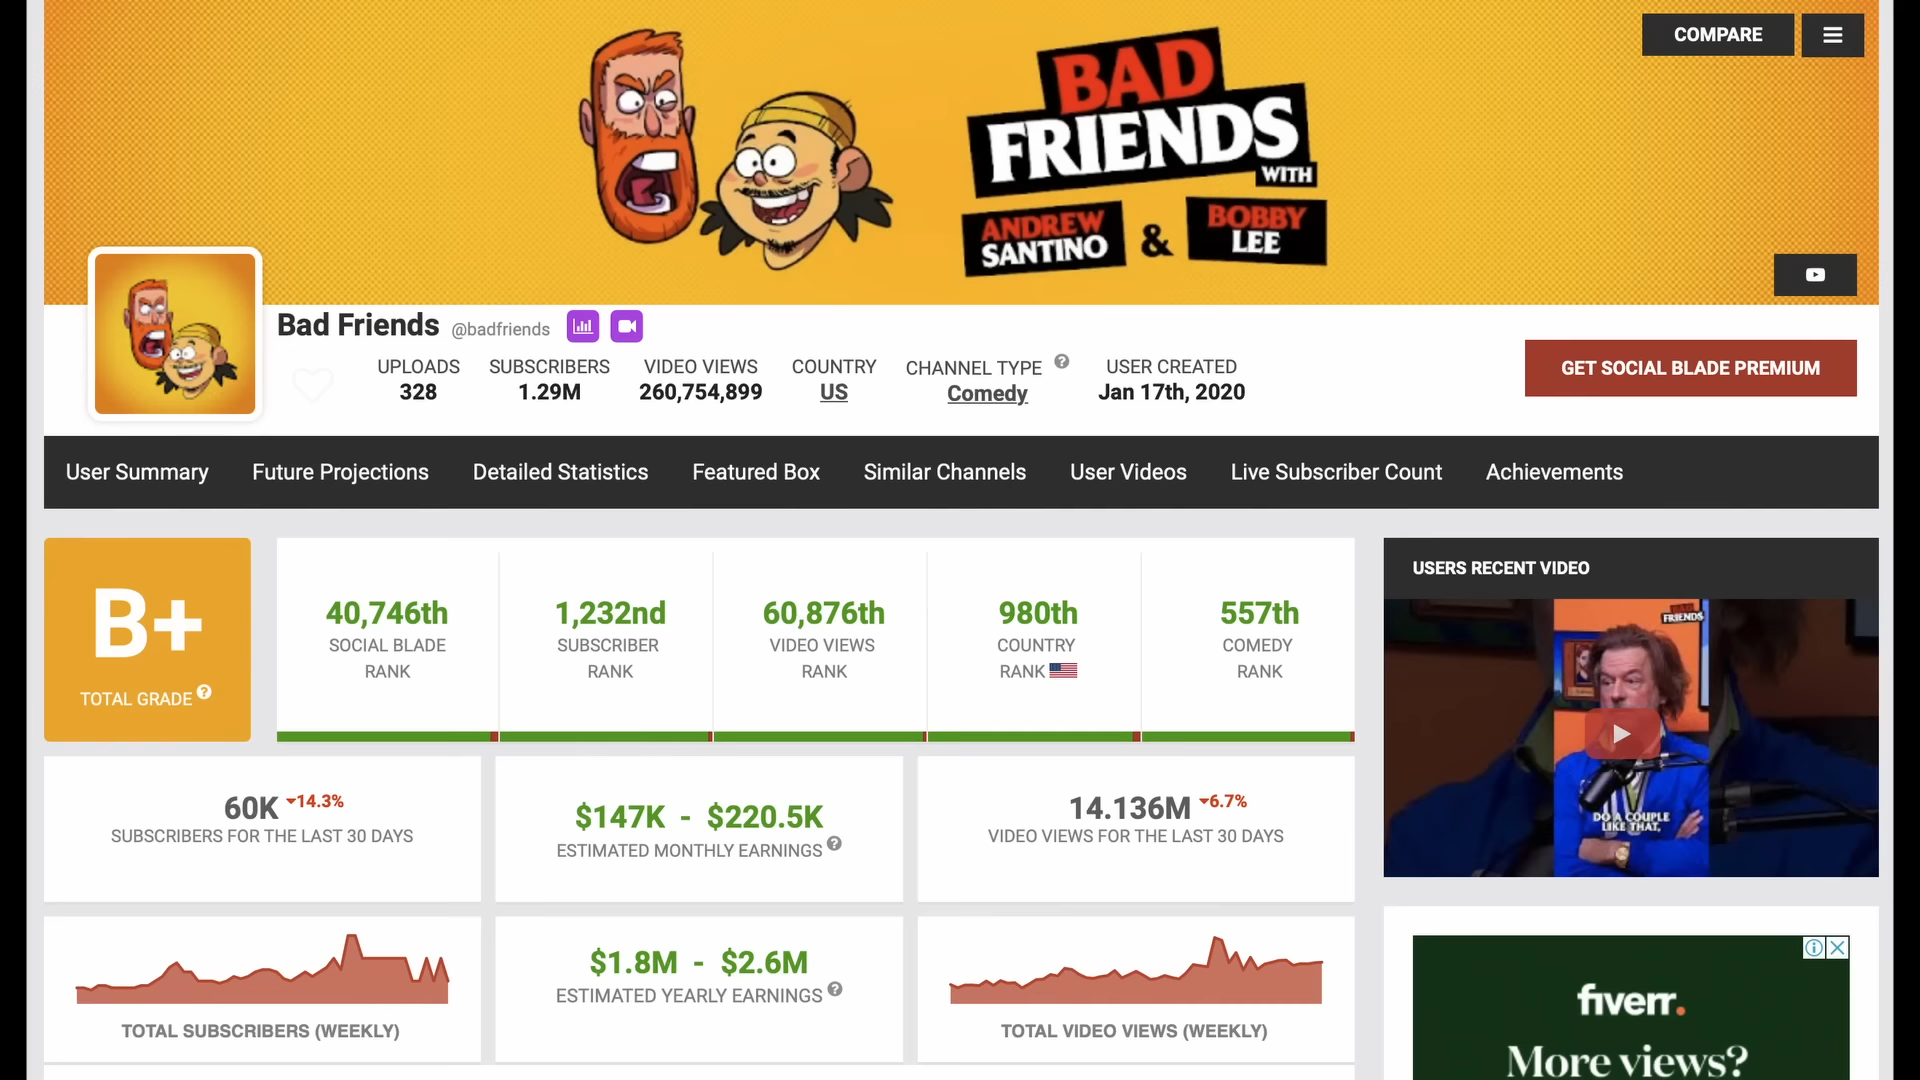 COMPARE
BAD
FRIENDS
WITH
ANDREW
SANTINO
&
BOBBY
LEE
Bad Friends @badfriends
UPLOADS
328
SUBSCRIBERS
1.29M
VIDEO VIEWS
260,754,899
COUNTRY
US
CHANNEL TYPE ?
Comedy
USER CREATED
Jan 17th, 2020
GET SOCIAL BLADE PREMIUM
User Summary
Future Projections
Detailed Statistics
Featured Box
Similar Channels
User Videos
Live Subscriber Count
Achievements
B+
TOTAL GRADE ?
40,746th
SOCIAL BLADE
RANK
1,232nd
SUBSCRIBER
RANK
60,876th
VIDEO VIEWS
RANK
980th
COUNTRY
RANK
557th
COMEDY
RANK
USERS RECENT VIDEO
BAD
FRIENDS
DO A COUPLE
LIKE THAT,
60K 14.3%
SUBSCRIBERS FOR THE LAST 30 DAYS
$147K - $220.5K
ESTIMATED MONTHLY EARNINGS ?
14.136M 6.7%
VIDEO VIEWS FOR THE LAST 30 DAYS
TOTAL SUBSCRIBERS (WEEKLY)
$1.8M - $2.6M
ESTIMATED YEARLY EARNINGS ?
TOTAL VIDEO VIEWS (WEEKLY)
fiverr.
More views?